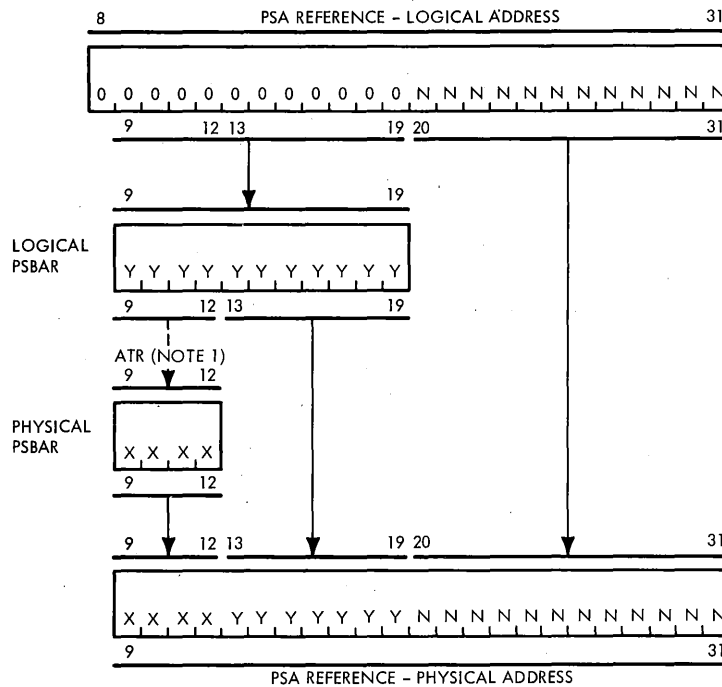 8 PSA REFERENCE – LOGICAL ADDRESS 31
0 0 0 0 0 0 0 0 0 0 0 0 N N N N N N N N N N N N
9 12 13 19 20 31
9 19
LOGICAL
PSBAR
Y Y Y Y Y Y Y Y Y Y Y
9 12 13 19
ATR (NOTE 1)
9 12
PHYSICAL
PSBAR
X X X X
9 12
9 12 13 19 20 31
X X X X Y Y Y Y Y Y Y N N N N N N N N N N N N
9 31
PSA REFERENCE – PHYSICAL ADDRESS